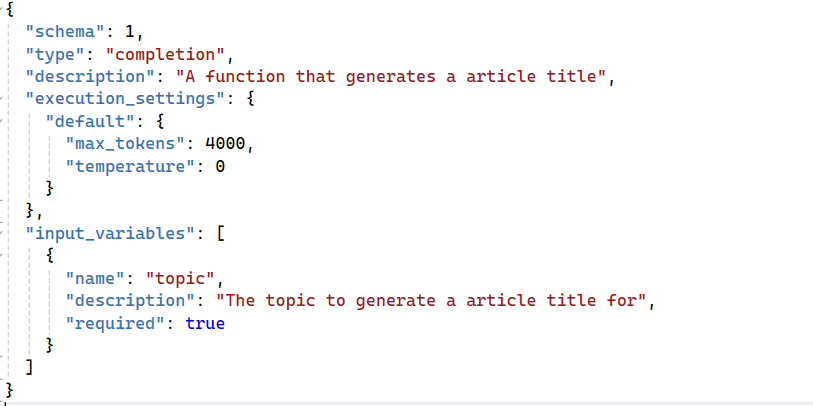 {
  "schema": 1,
  "type": "completion",
  "description": "A function that generates a article title",
  "execution_settings": {
    "default": {
      "max_tokens": 4000,
      "temperature": 0
    }
  },
  "input_variables": [
    {
      "name": "topic",
      "description": "The topic to generate a article title for",
      "required": true
    }
  ]
}